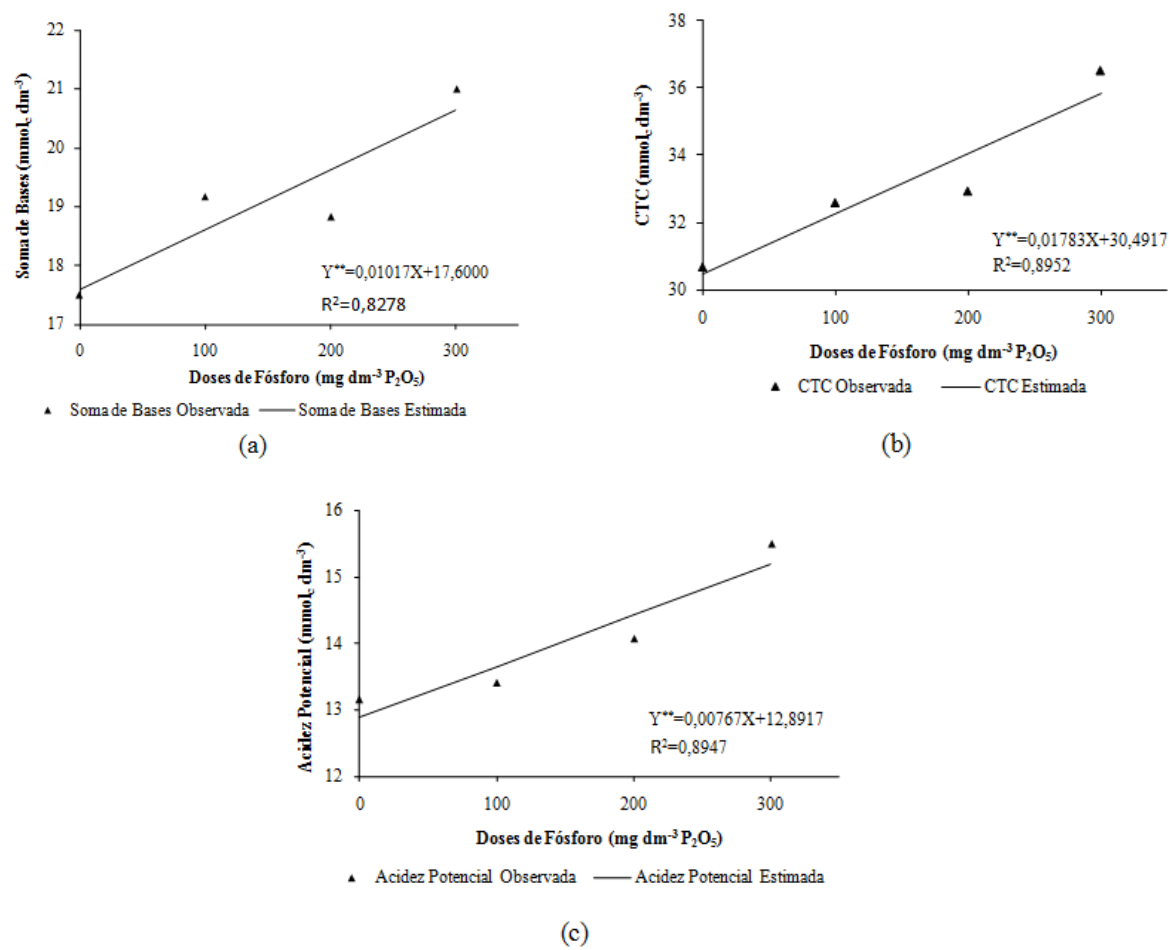 22
21
20
19
18
17
Soma de Bases (mmolc dm⁻³)
0 100 200 300
Doses de Fósforo (mg dm⁻³ P₂O₅)
Y**=0,01017X+17,6000
R²=0,8278
Soma de Bases Observada Soma de Bases Estimada
(a)
38
36
34
32
30
CTC (mmolc dm⁻³)
0 100 200 300
Doses de Fósforo (mg dm⁻³ P₂O₅)
Y**=0,01783X+30,4917
R²=0,8952
CTC Observada CTC Estimada
(b)
16
15
14
13
12
Acidez Potencial (mmolc dm⁻³)
0 100 200 300
Doses de Fósforo (mg dm⁻³ P₂O₅)
Y**=0,00767X+12,8917
R²=0,8947
Acidez Potencial Observada Acidez Potencial Estimada
(c)